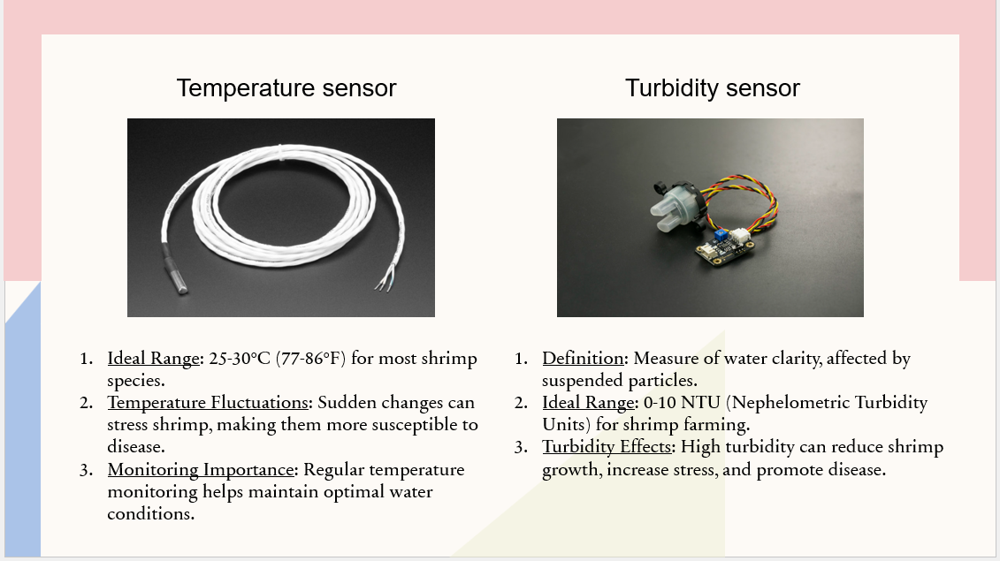 Temperature sensor
Turbidity sensor
1. Ideal Range: 25-30°C (77-86°F) for most shrimp
species.
2. Temperature Fluctuations: Sudden changes can
stress shrimp, making them more susceptible to
disease.
3. Monitoring Importance: Regular temperature
monitoring helps maintain optimal water
conditions.
1. Definition: Measure of water clarity, affected by
suspended particles.
2. Ideal Range: 0-10 NTU (Nephelometric Turbidity
Units) for shrimp farming.
3. Turbidity Effects: High turbidity can reduce shrimp
growth, increase stress, and promote disease.